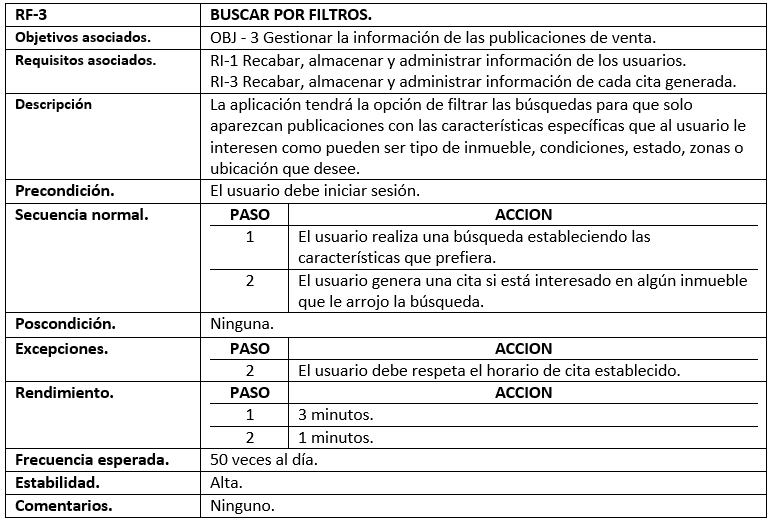 RF-3 BUSCAR POR FILTROS.
Objetivos asociados. OBJ - 3 Gestionar la información de las publicaciones de venta.
Requisitos asociados. RI-1 Recabar, almacenar y administrar información de los usuarios.
RI-3 Recabar, almacenar y administrar información de cada cita generada.
Descripción La aplicación tendrá la opción de filtrar las búsquedas para que solo
aparezcan publicaciones con las características específicas que al usuario le
interesen como pueden ser tipo de inmueble, condiciones, estado, zonas o
ubicación que desee.
Precondición. El usuario debe iniciar sesión.
Secuencia normal. PASO ACCION
1 El usuario realiza una búsqueda estableciendo las
características que prefiera.
2 El usuario genera una cita si está interesado en algún inmueble
que le arrojo la búsqueda.
Poscondición. Ninguna.
Excepciones. PASO ACCION
2 El usuario debe respeta el horario de cita establecido.
Rendimiento. PASO ACCION
1 3 minutos.
2 1 minutos.
Frecuencia esperada. 50 veces al día.
Estabilidad. Alta.
Comentarios. Ninguno.